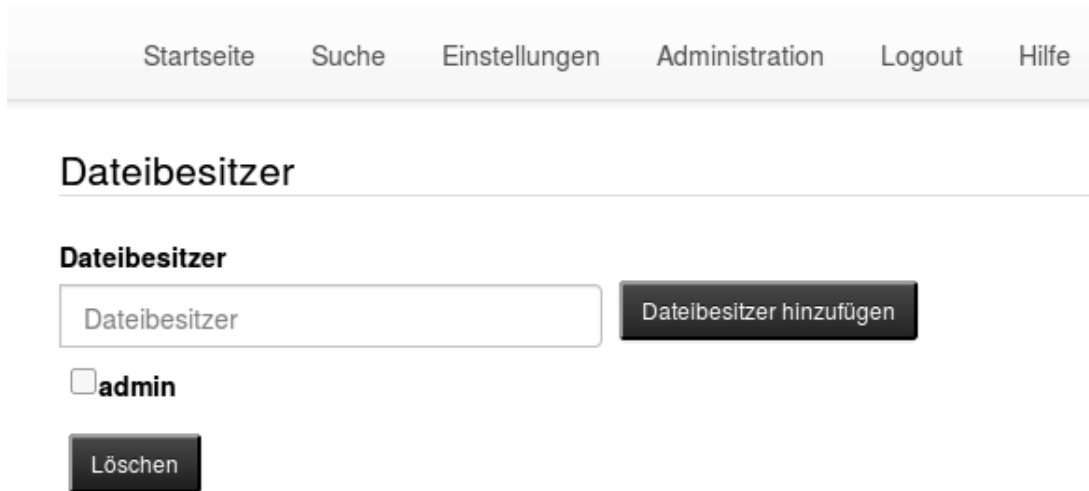 Startseite Suche Einstellungen Administration Logout Hilfe
Dateibesitzer
Dateibesitzer
Dateibesitzer Dateibesitzer hinzufügen
admin
Löschen